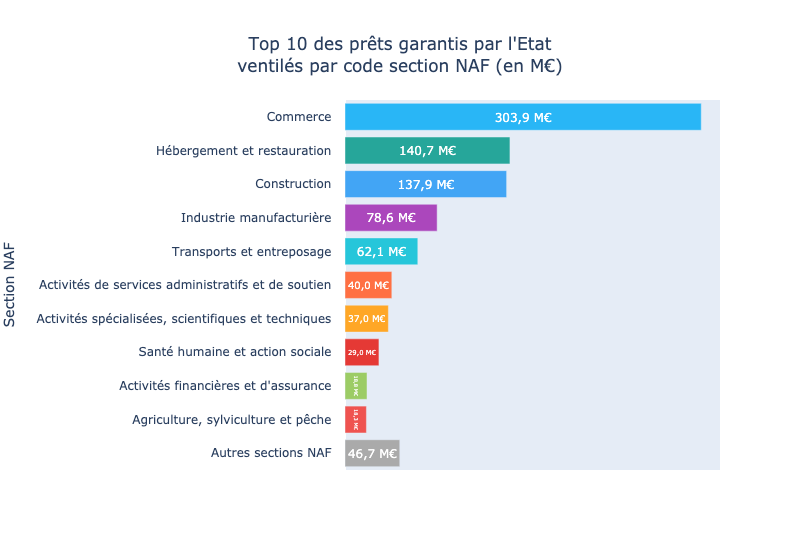 Top 10 des prêts garantis par l'Etat
ventilés par code section NAF (en M€)
Section NAF
Commerce 303,9 M€
Hébergement et restauration 140,7 M€
Construction 137,9 M€
Industrie manufacturière 78,6 M€
Transports et entreposage 62,1 M€
Activités de services administratifs et de soutien 40,0 M€
Activités spécialisées, scientifiques et techniques 37,0 M€
Santé humaine et action sociale 29,0 M€
Activités financières et d'assurance
Agriculture, sylviculture et pêche
Autres sections NAF 46,7 M€